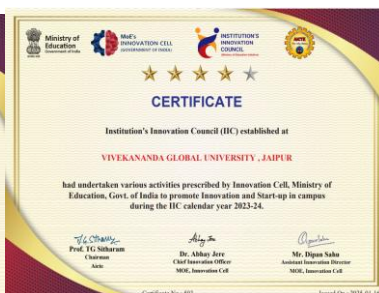 Ministry of
Education
Government of India
MoE's
INNOVATION CELL
(GOVERNMENT OF INDIA)
INSTITUTION'S
INNOVATION
COUNCIL
CERTIFICATE
Institution's Innovation Council (IIC) established at
VIVEKANANDA GLOBAL UNIVERSITY , JAIPUR
had undertaken various activities prescribed by Innovation Cell, Ministry of
Education, Govt. of India to promote Innovation and Start-up in campus
during the IIC calendar year 2023-24.
Prof. TG Sitharam
Chairman
Aicte
Dr. Abhay Jere
Chief Innovation Officer
MOE, Innovation Cell
Mr. Dipan Sahu
Assistant Innovation Director
MOE, Innovation Cell